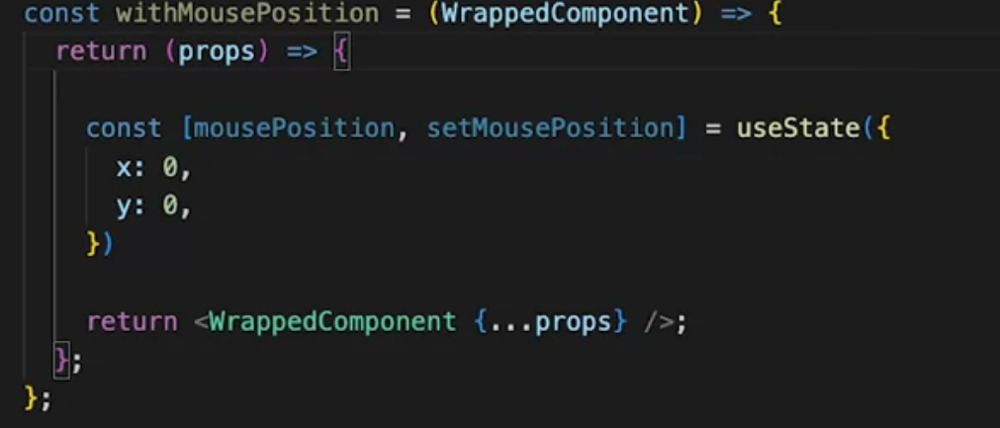 const withMousePosition = (WrappedComponent) => {
return (props) => {
const [mousePosition, setMousePosition] = useState({
x: 0,
y: 0,
})
return <WrappedComponent {...props} />;
};
};